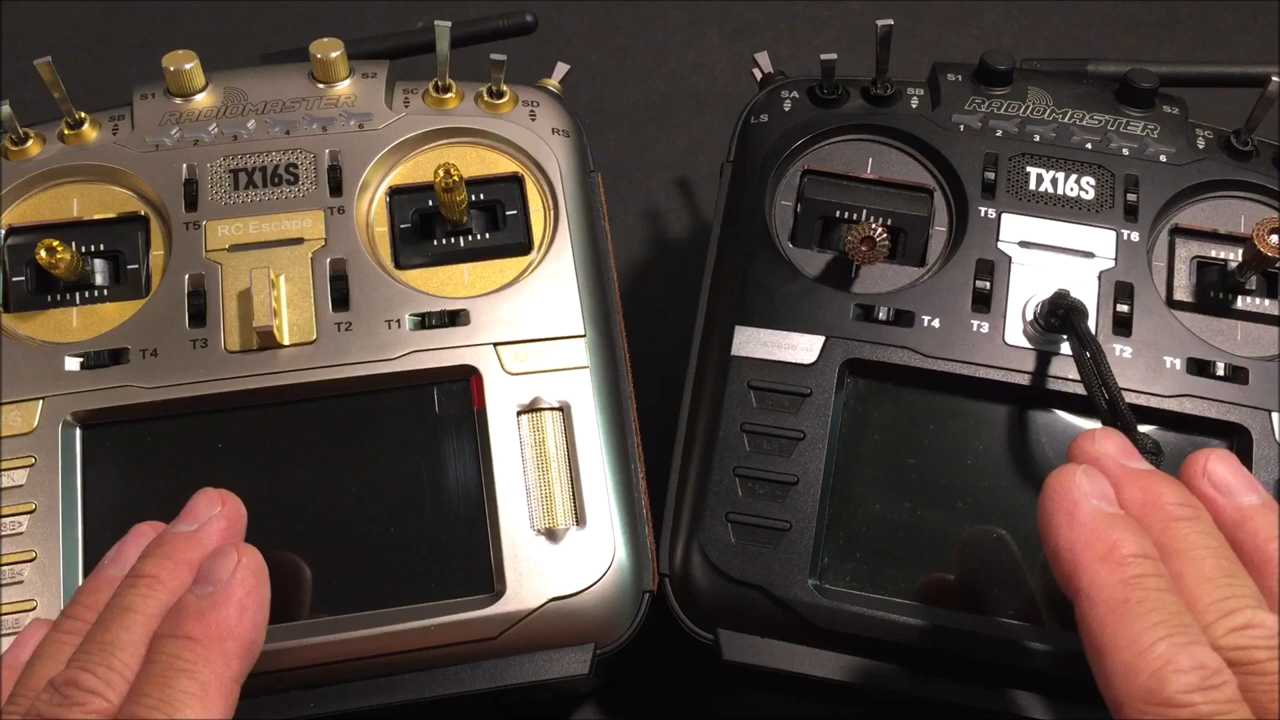 S1
S2
SB
SC
SD
RADIOMASTER
1 2 3 4 5 6
RS
TX16S
T5
T6
RC Escape
T3
T2
T1
T4
S1
S2
SA
SB
SC
LS
RADIOMASTER
1 2 3 4 5 6
TX16S
T5
T6
T3
T2
T4
T1